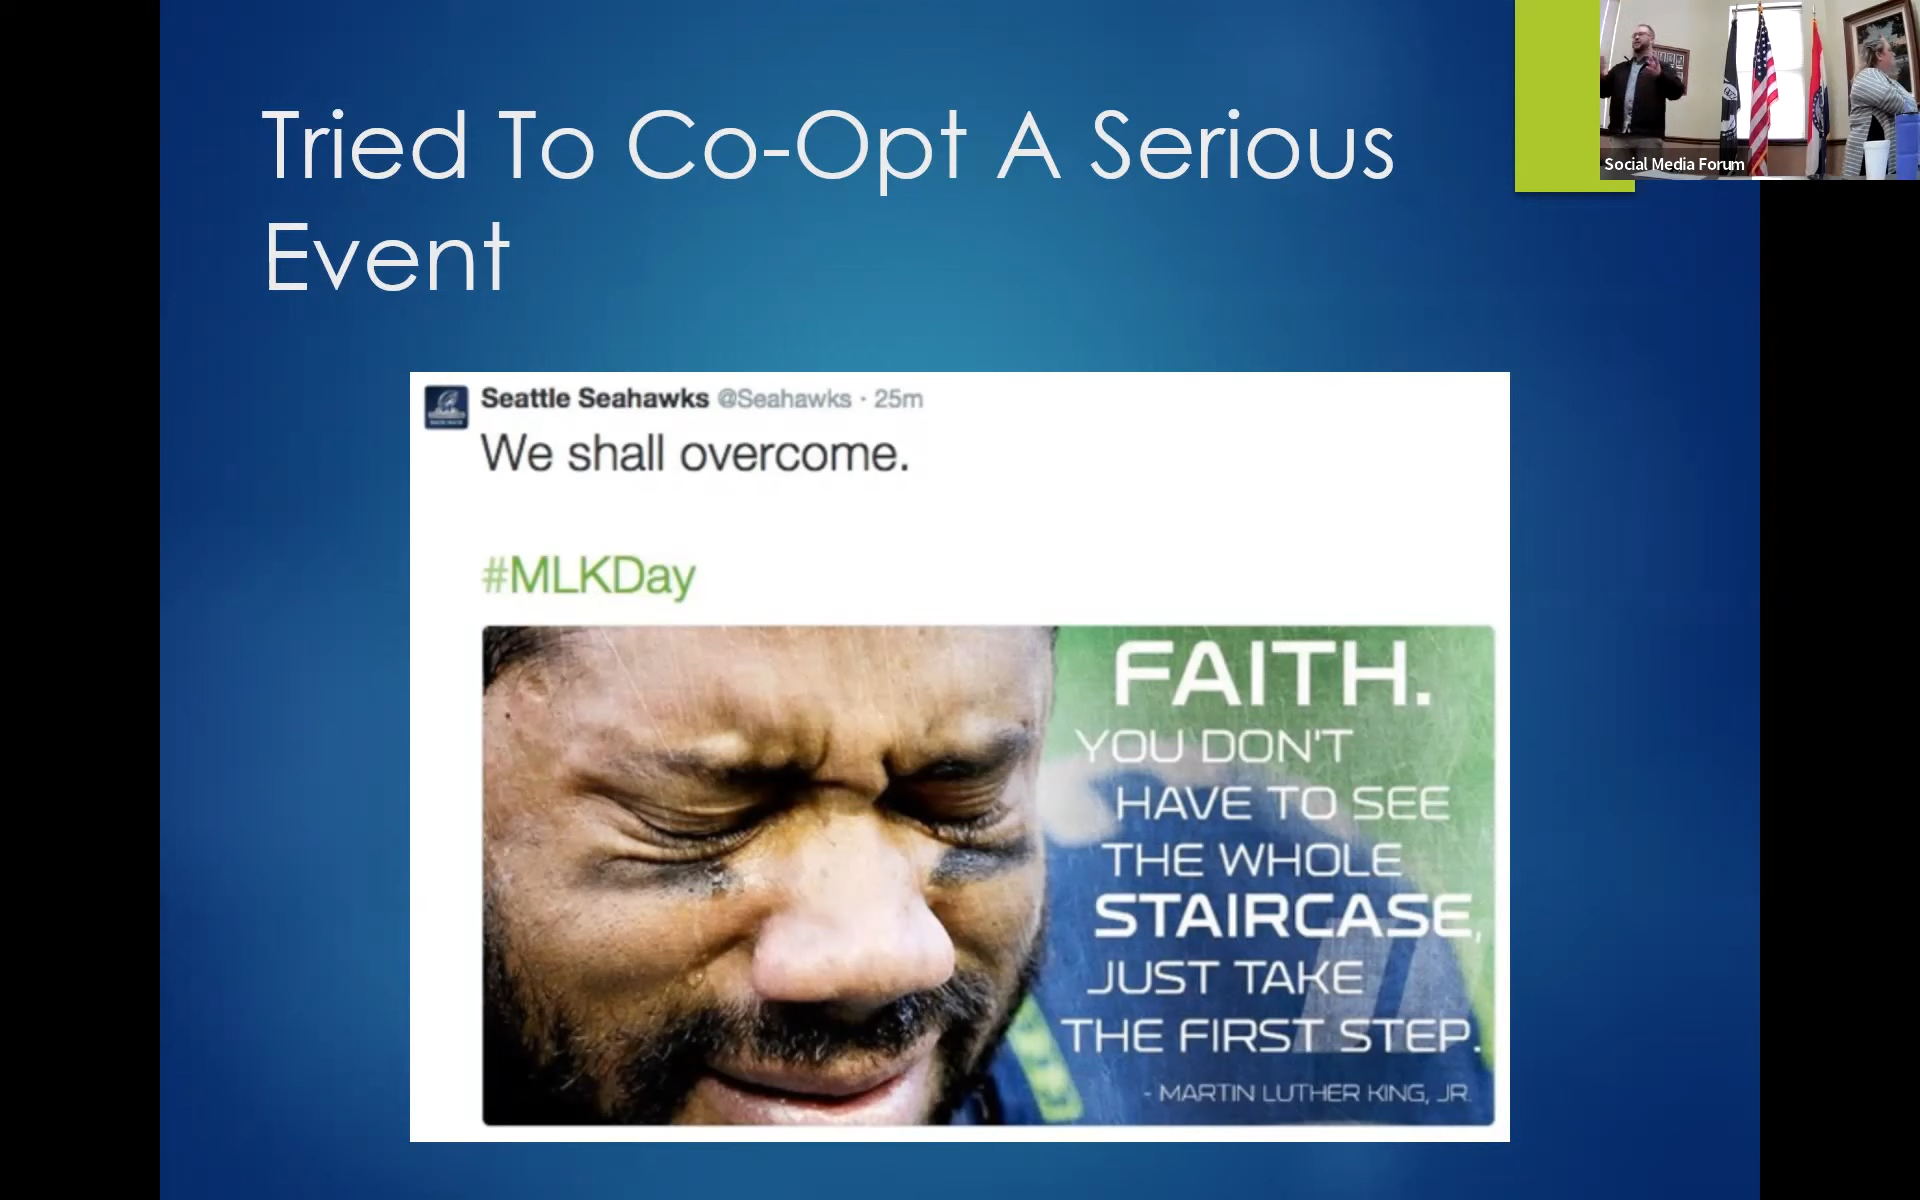 Tried To Co-Opt A Serious
Event
Social Media Forum
Seattle Seahawks @Seahawks · 25m
We shall overcome.
#MLKDay
FAITH.
YOU DON'T
HAVE TO SEE
THE WHOLE
STAIRCASE,
JUST TAKE
THE FIRST STEP.
- MARTIN LUTHER KING, JR.